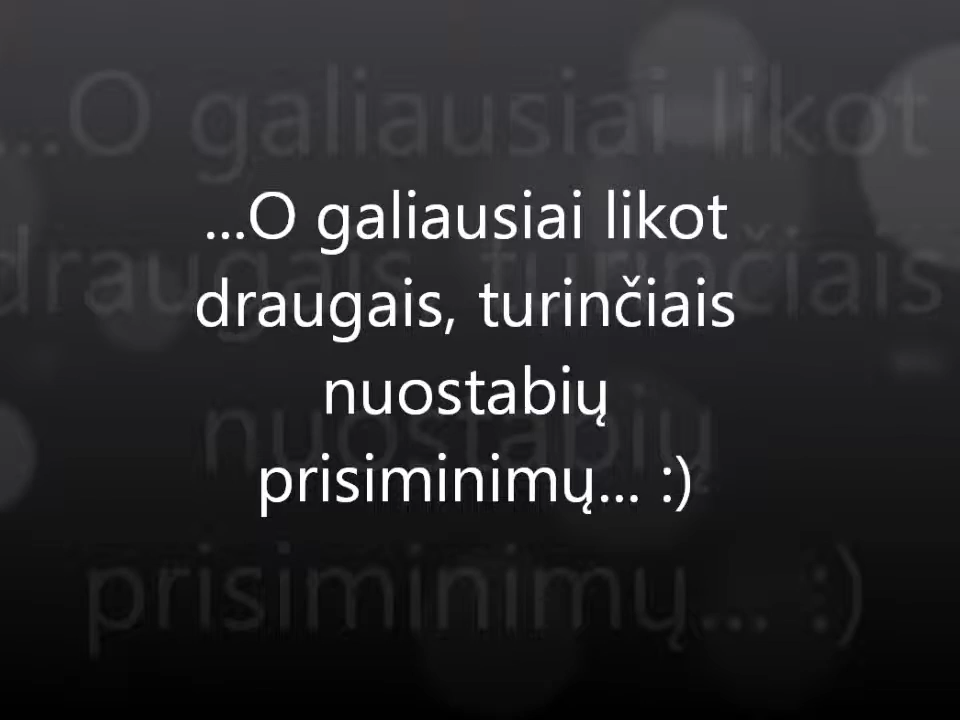 ...O galiausiai likot
draugais, turinčiais
nuostabių
prisiminimų... :)